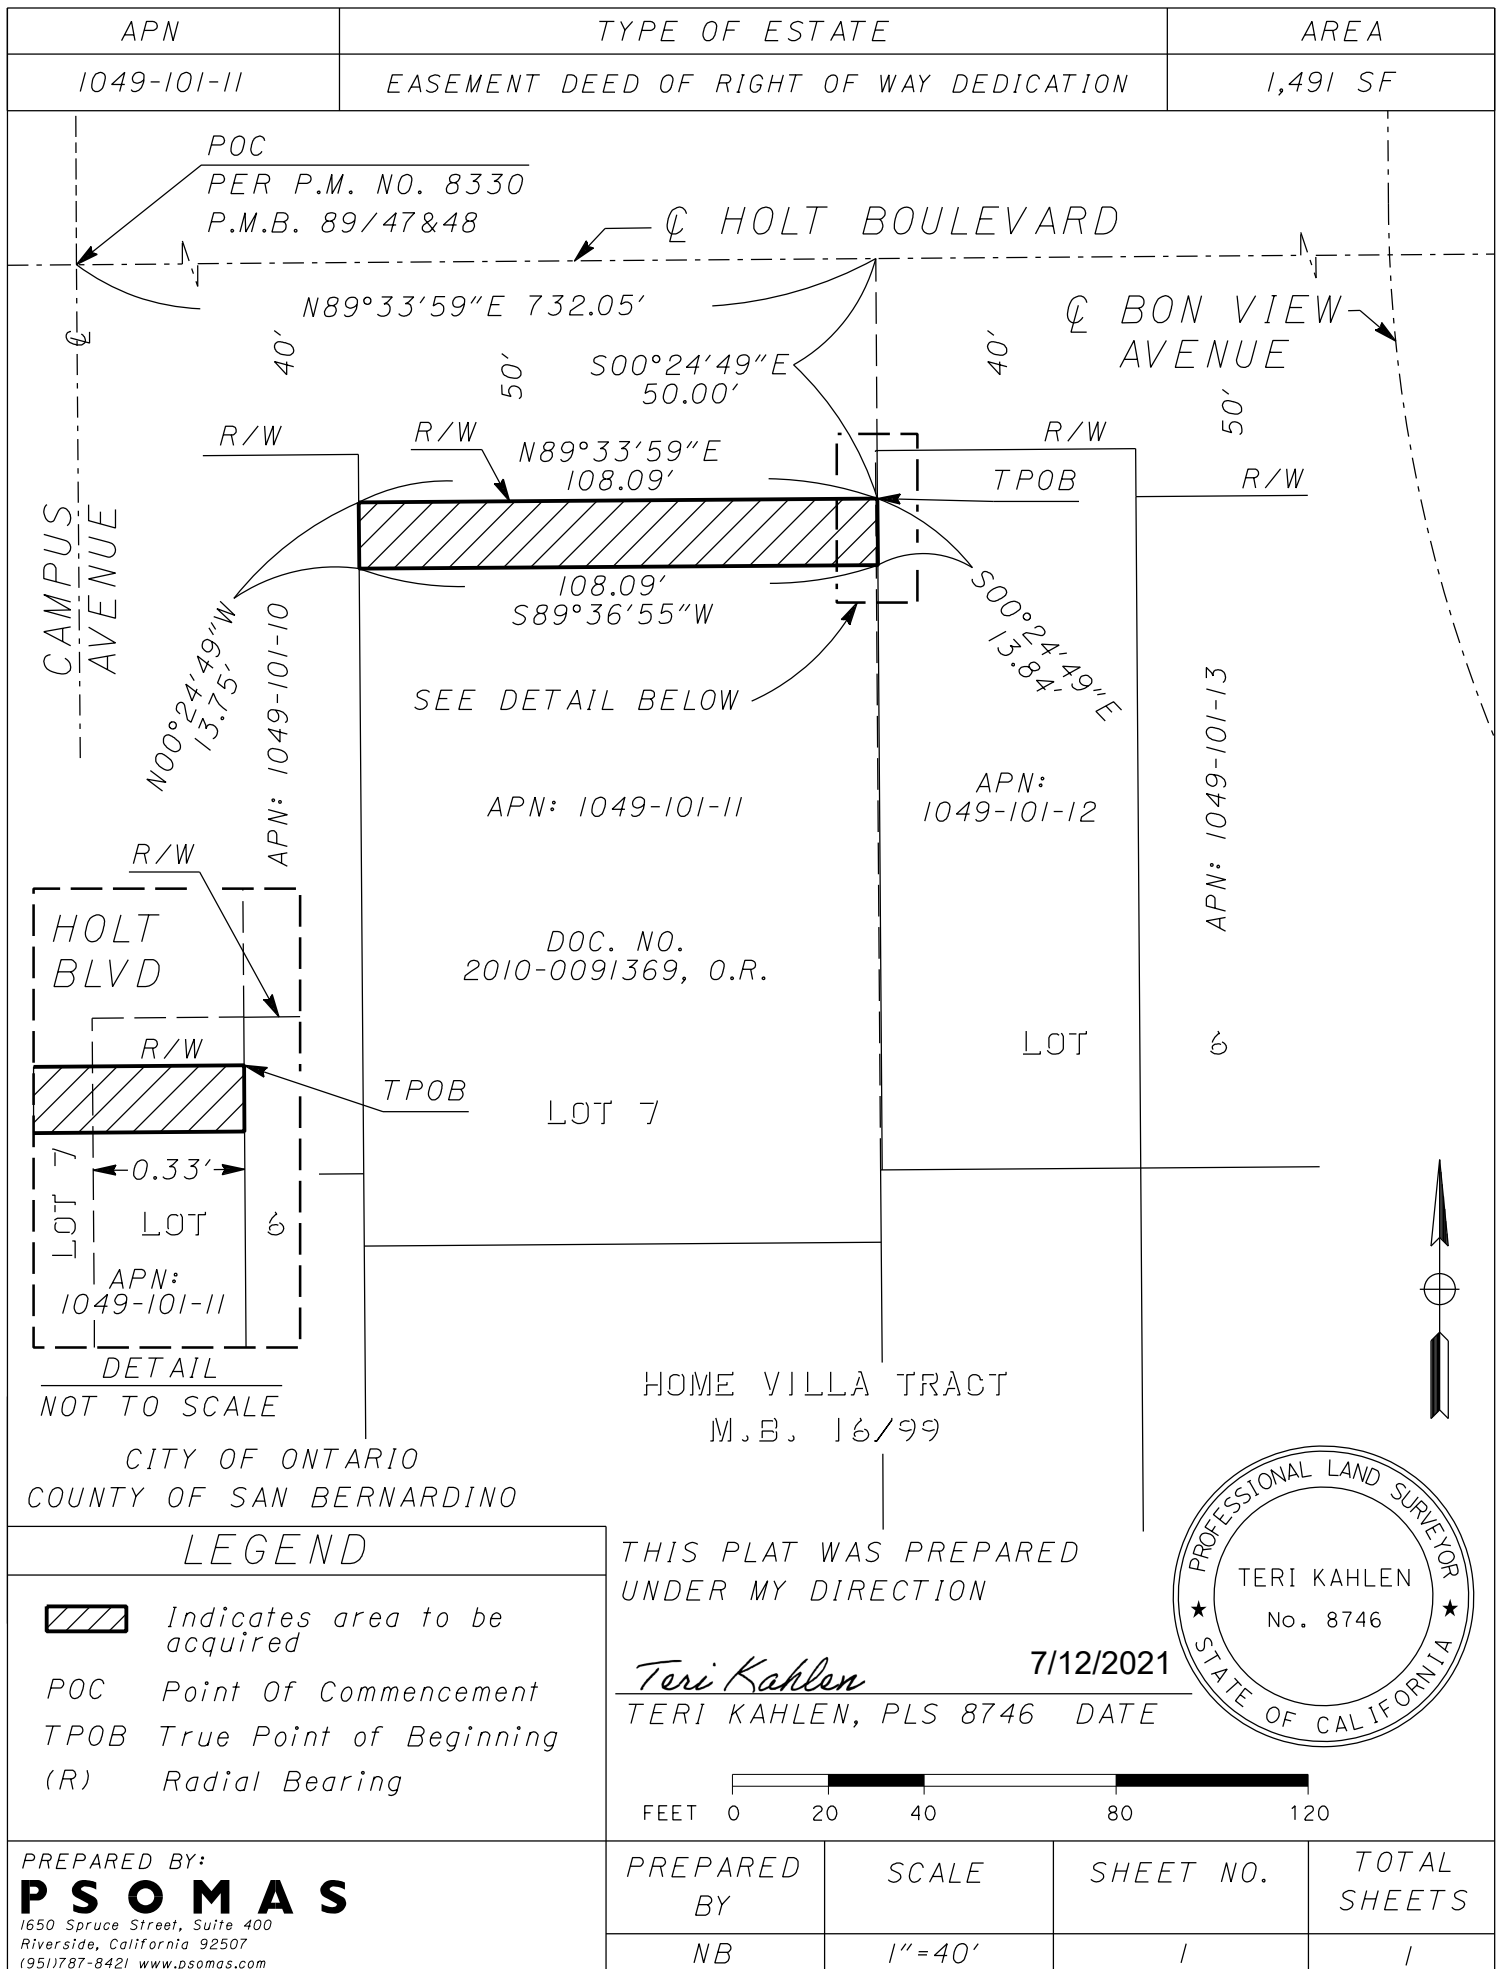 APN
TYPE OF ESTATE
AREA
1049-101-11
EASEMENT DEED OF RIGHT OF WAY DEDICATION
1,491 SF
POC
PER P.M. NO. 8330
P.M.B. 89/47&48
℄ HOLT BOULEVARD
N89°33'59"E 732.05'
℄
℄ BON VIEW
AVENUE
40'
50'
S00°24'49"E
50.00'
40'
50'
R/W
R/W
N89°33'59"E
108.09'
R/W
TPOB
R/W
CAMPUS
AVENUE
108.09'
S89°36'55"W
N00°24'49"W
13.75'
APN: 1049-101-10
S00°24'49"E
13.84'
SEE DETAIL BELOW
APN: 1049-101-13
APN: 1049-101-11
APN:
1049-101-12
R/W
HOLT
BLVD
DOC. NO.
2010-0091369, O.R.
LOT 6
R/W
TPOB
LOT 7
0.33'
LOT 7
LOT 6
APN:
1049-101-11
DETAIL
NOT TO SCALE
HOME VILLA TRACT
M.B. 16/99
CITY OF ONTARIO
COUNTY OF SAN BERNARDINO
LEGEND
Indicates area to be
acquired
POC Point Of Commencement
TPOB True Point of Beginning
(R) Radial Bearing
THIS PLAT WAS PREPARED
UNDER MY DIRECTION
Teri Kahlen 7/12/2021
TERI KAHLEN, PLS 8746 DATE
PROFESSIONAL LAND SURVEYOR
TERI KAHLEN
No. 8746
STATE OF CALIFORNIA
FEET 0 20 40 80 120
PREPARED BY:
PSOMAS
1650 Spruce Street, Suite 400
Riverside, California 92507
(951)787-8421 www.psomas.com
PREPARED
BY
SCALE
SHEET NO.
TOTAL
SHEETS
NB
1"=40'
1
1